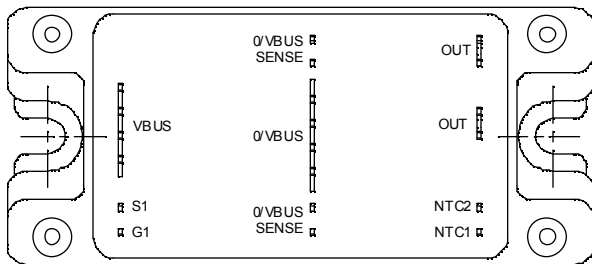 0/VBUS
SENSE
OUT
VBUS
0/VBUS
OUT
S1
G1
0/VBUS
SENSE
NTC2
NTC1